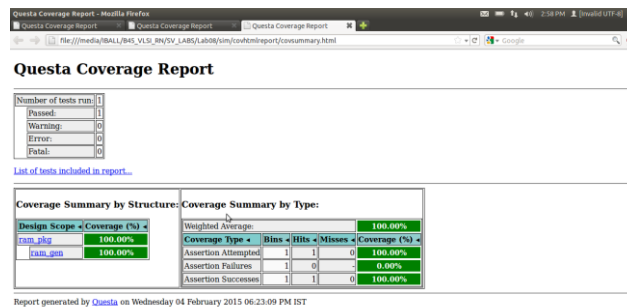 Questa Coverage Report - Mozilla Firefox
2:58 PM [Invalid UTF-8]
Questa Coverage Report Questa Coverage Report Questa Coverage Report
file:///media/IBALL/B4S_VLSI_RN/SV_LABS/Lab08/sim/covhtmlreport/covsummary.html Google
Questa Coverage Report
Number of tests run: 1
Passed: 1
Warning: 0
Error: 0
Fatal: 0
List of tests included in report...
Coverage Summary by Structure: Coverage Summary by Type:
Design Scope Coverage (%) Weighted Average: 100.00%
ram_pkg 100.00% Coverage Type Bins Hits Misses Coverage (%)
ram_gen 100.00% Assertion Attempted 1 1 0 100.00%
Assertion Failures 1 0 - 0.00%
Assertion Successes 1 1 0 100.00%
Report generated by Questa on Wednesday 04 February 2015 06:23:09 PM IST